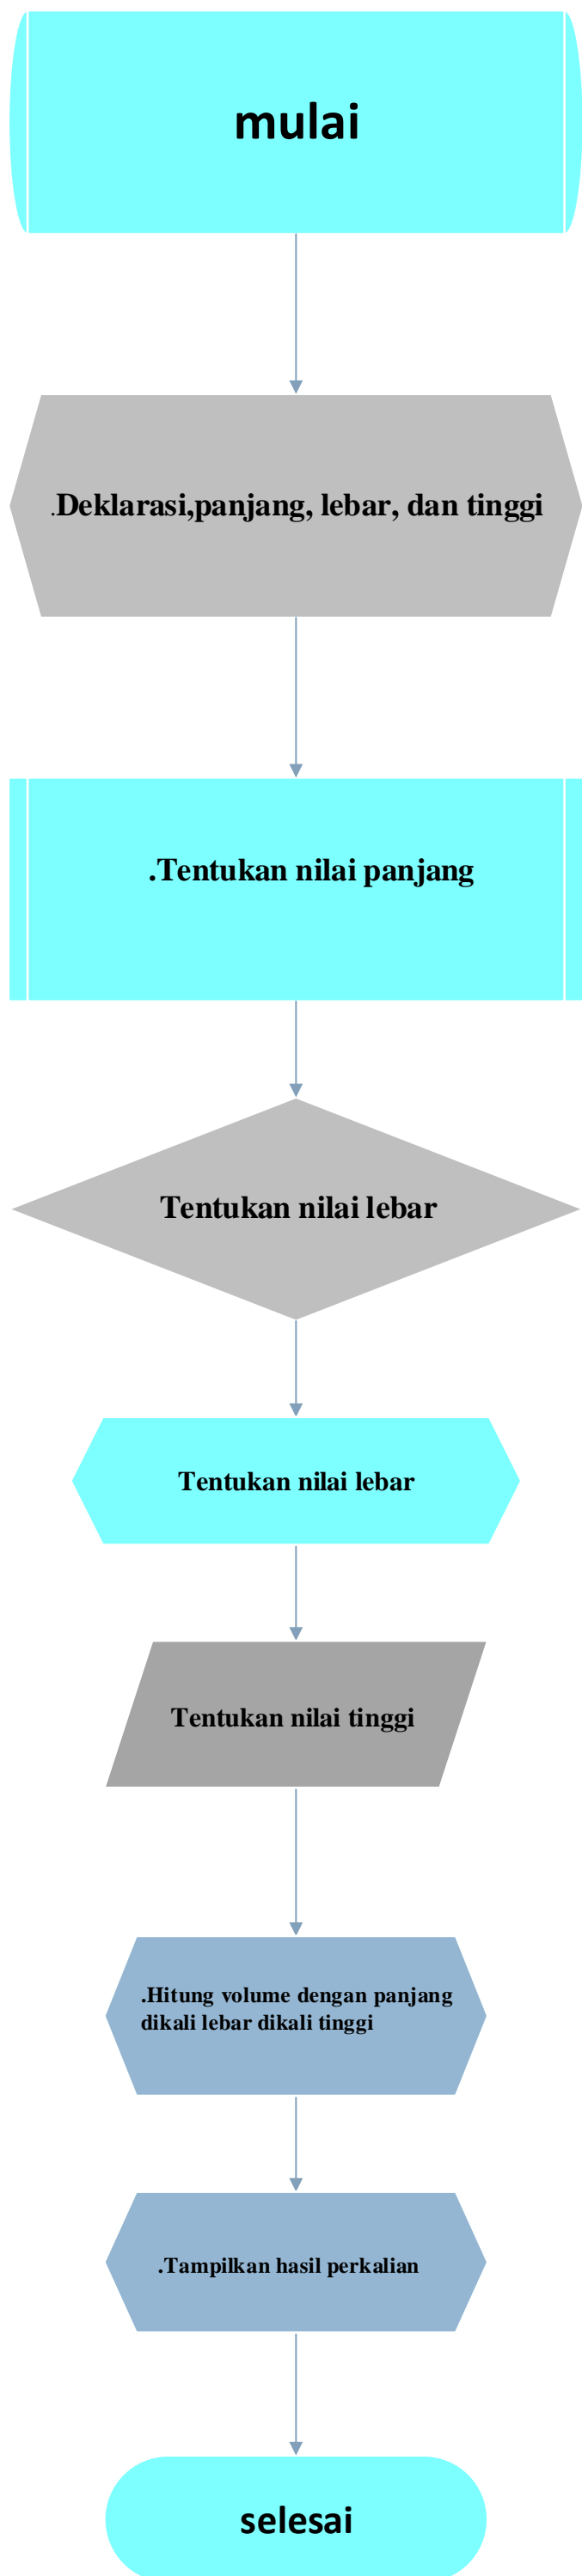 mulai
.Deklarasi,panjang, lebar, dan tinggi
.Tentukan nilai panjang
Tentukan nilai lebar
Tentukan nilai lebar
Tentukan nilai tinggi
.Hitung volume dengan panjang
dikali lebar dikali tinggi
.Tampilkan hasil perkalian
selesai